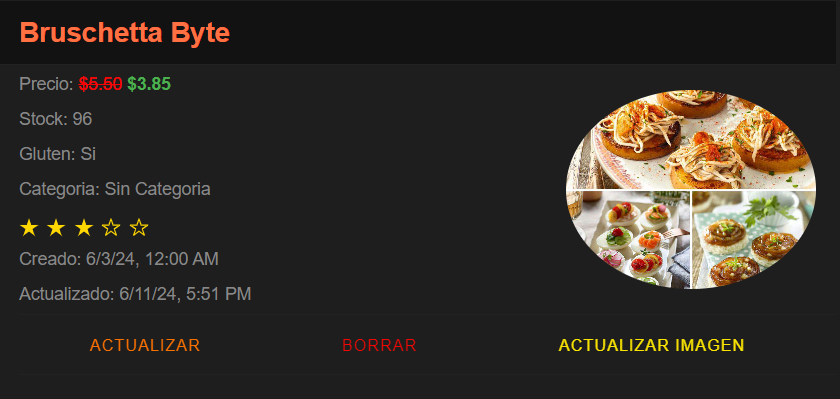 Bruschetta Byte
Precio: $5.50 $3.85
Stock: 96
Gluten: Si
Categoria: Sin Categoria
Creado: 6/3/24, 12:00 AM
Actualizado: 6/11/24, 5:51 PM
ACTUALIZAR BORRAR ACTUALIZAR IMAGEN